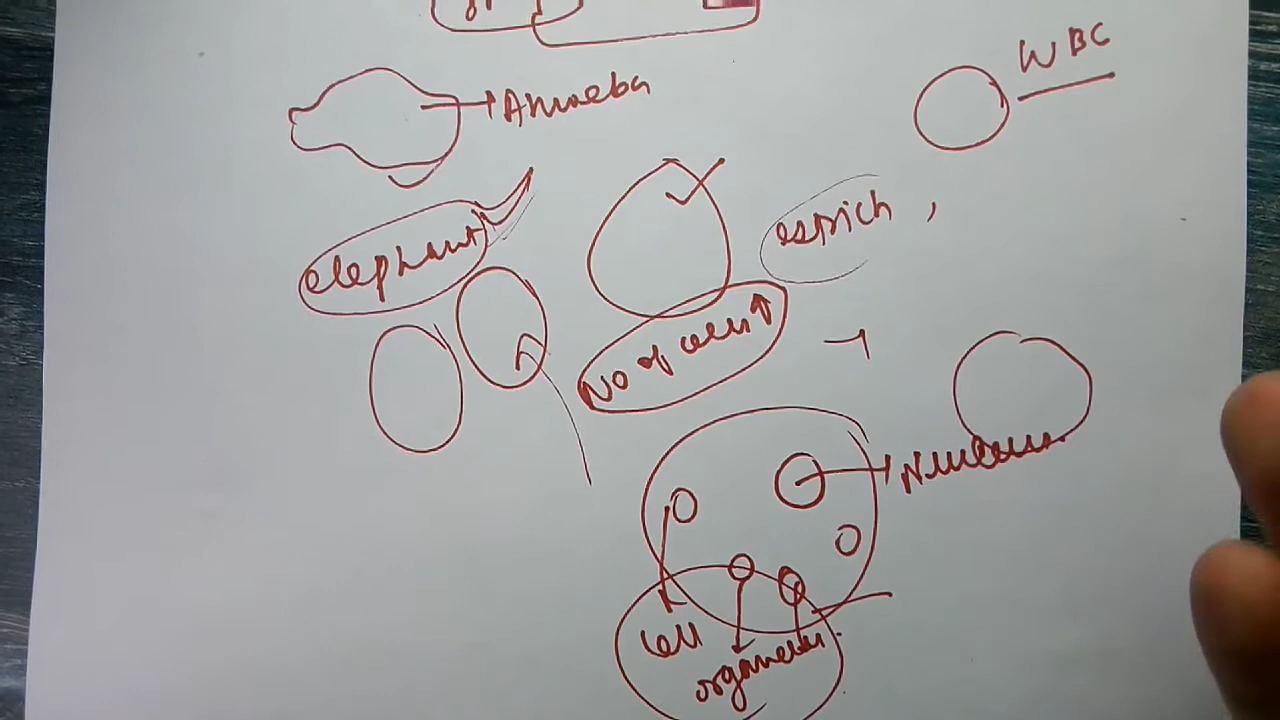 WBC
Amoeba
ostrich ,
elephant
No of cells ↑
Nucleus
Cell
organelles